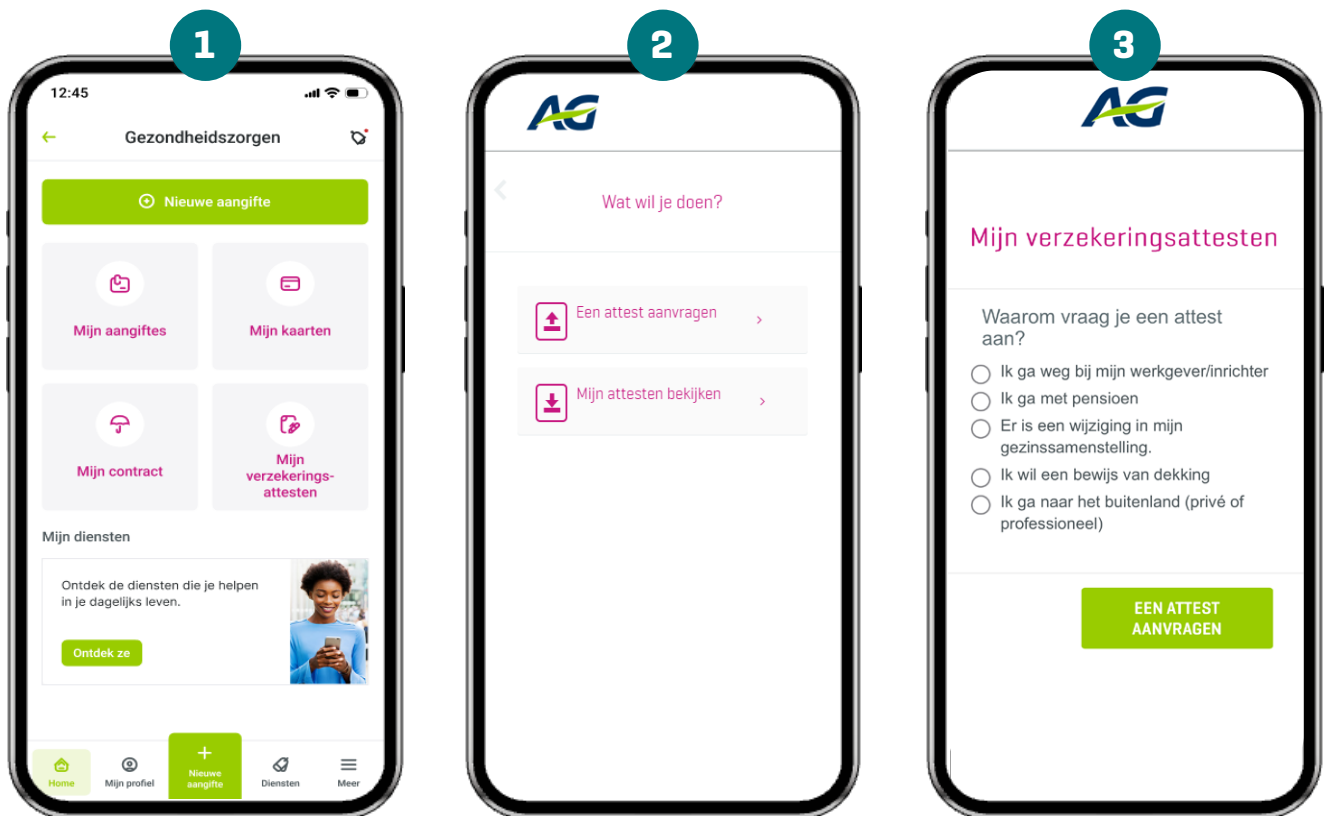 1
12:45
Gezondheidszorgen
Nieuwe aangifte
Mijn aangiftes
Mijn kaarten
Mijn contract
Mijn
verzekerings-
attesten
Mijn diensten
Ontdek de diensten die je helpen
in je dagelijks leven.
Ontdek ze
Home
Mijn profiel
Nieuwe
aangifte
Diensten
Meer
2
AG
Wat wil je doen?
Een attest aanvragen
Mijn attesten bekijken
3
AG
Mijn verzekeringsattesten
Waarom vraag je een attest
aan?
Ik ga weg bij mijn werkgever/inrichter
Ik ga met pensioen
Er is een wijziging in mijn
gezinssamenstelling.
Ik wil een bewijs van dekking
Ik ga naar het buitenland (privé of
professioneel)
EEN ATTEST
AANVRAGEN